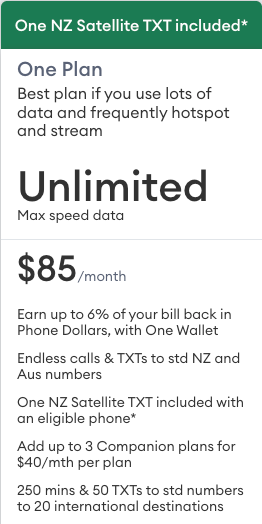 One NZ Satellite TXT included*
One Plan
Best plan if you use lots of
data and frequently hotspot
and stream
Unlimited
Max speed data
$85/month
Earn up to 6% of your bill back in
Phone Dollars, with One Wallet
Endless calls & TXTs to std NZ and
Aus numbers
One NZ Satellite TXT included with
an eligible phone*
Add up to 3 Companion plans for
$40/mth per plan
250 mins & 50 TXTs to std numbers
to 20 international destinations